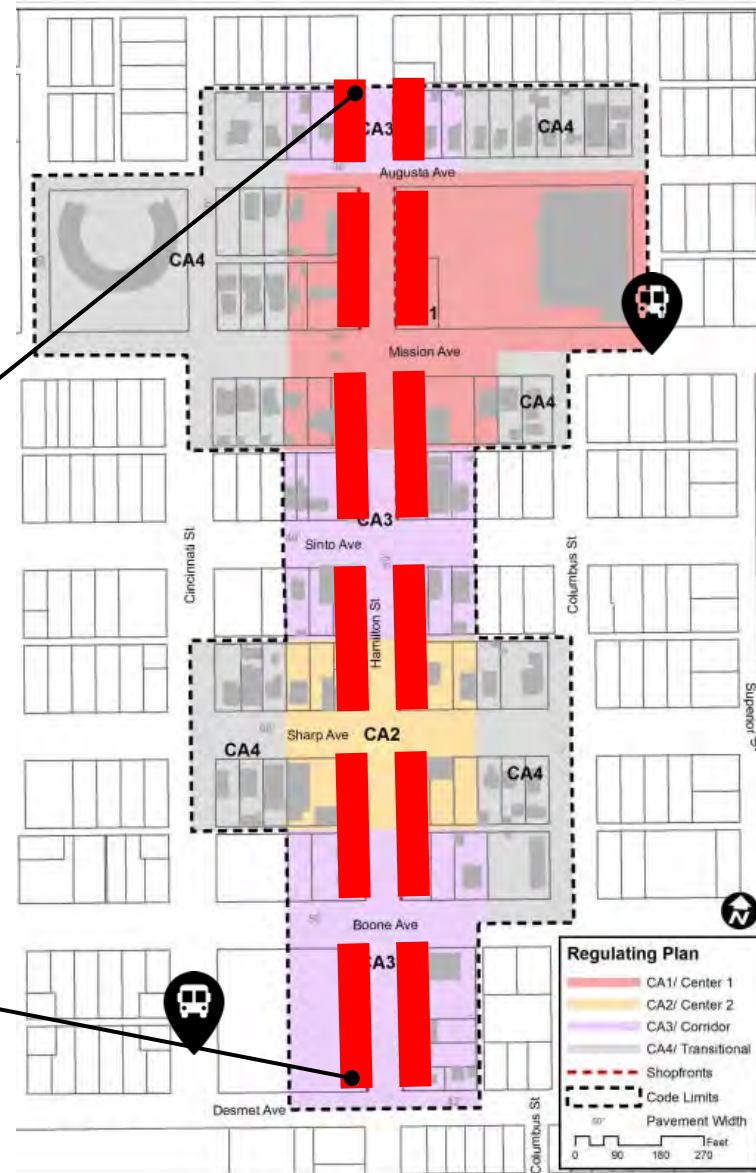 CA3
CA4
Augusta Ave
CA4
1
Mission Ave
CA4
CA3
Sinto Ave
Cincinnati St
Columbus St
Hamilton St
Superior
Sharp Ave
CA2
CA4
CA4
Boone Ave
CA3
N
Desmet Ave
Columbus St
Regulating Plan
CA1/ Center 1
CA2/ Center 2
CA3/ Corridor
CA4/ Transitional
Shopfronts
Code Limits
50'
Pavement Width
Feet
0 90 180 270